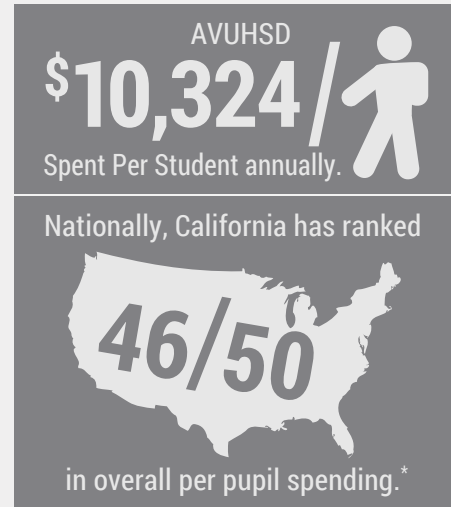 AVUHSD
$10,324/
Spent Per Student annually.
Nationally, California has ranked
46/50
in overall per pupil spending.*